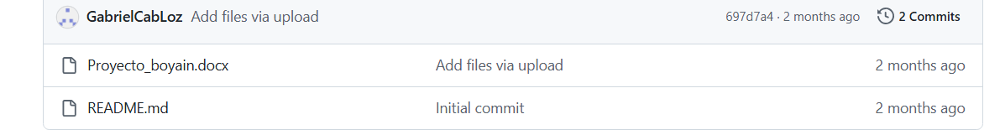 GabrielCabLoz Add files via upload 697d7a4 · 2 months ago 2 Commits
Proyecto_boyain.docx Add files via upload 2 months ago
README.md Initial commit 2 months ago